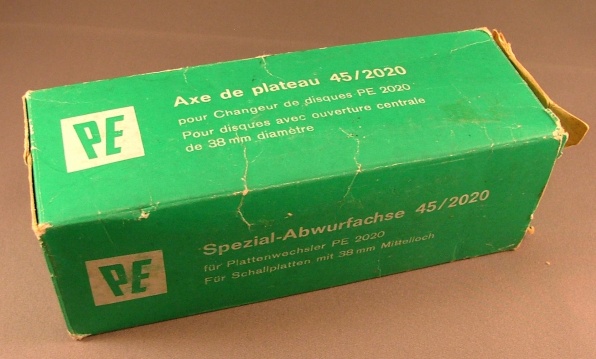 PE
Axe de plateau 45/2020
pour Changeur de disques PE 2020
Pour disques avec ouverture centrale
de 38 mm diamètre
PE
Spezial-Abwurfachse 45/2020
für Plattenwechsler PE 2020
Für Schallplatten mit 38 mm Mittelloch